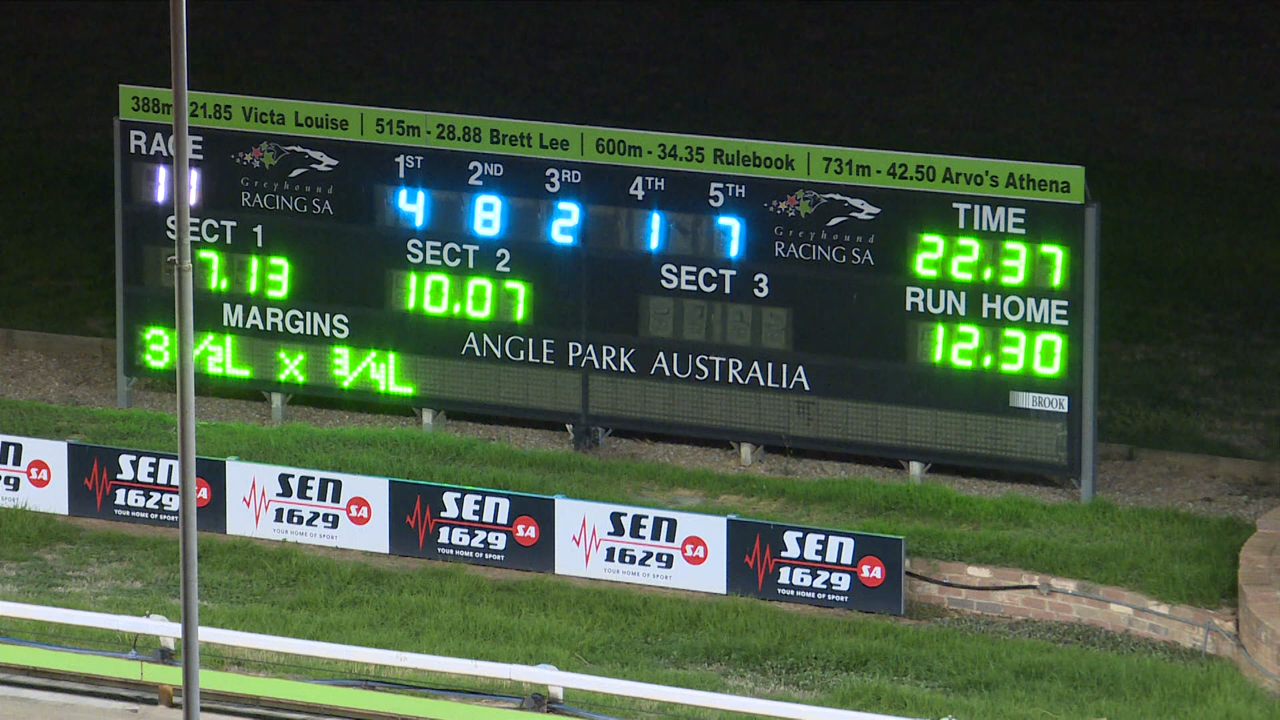 388m 21.85 Victa Louise | 515m - 28.88 Brett Lee | 600m - 34.35 Rulebook | 731m - 42.50 Arvo's Athena
RACE
11
Greyhound
RACING SA
1ST 2ND 3RD 4TH 5TH
4 8 2 1 7
Greyhound
RACING SA
TIME
22.37
SECT 1
7.13
SECT 2
10.07
SECT 3
RUN HOME
12.30
MARGINS
3 ½L x ¾L
ANGLE PARK AUSTRALIA
BROOK
SA
SEN
1629
SA
YOUR HOME OF SPORT
SEN
1629
SA
YOUR HOME OF SPORT
SEN
1629
SA
YOUR HOME OF SPORT
SEN
1629
SA
YOUR HOME OF SPORT
SEN
1629
SA
YOUR HOME OF SPORT